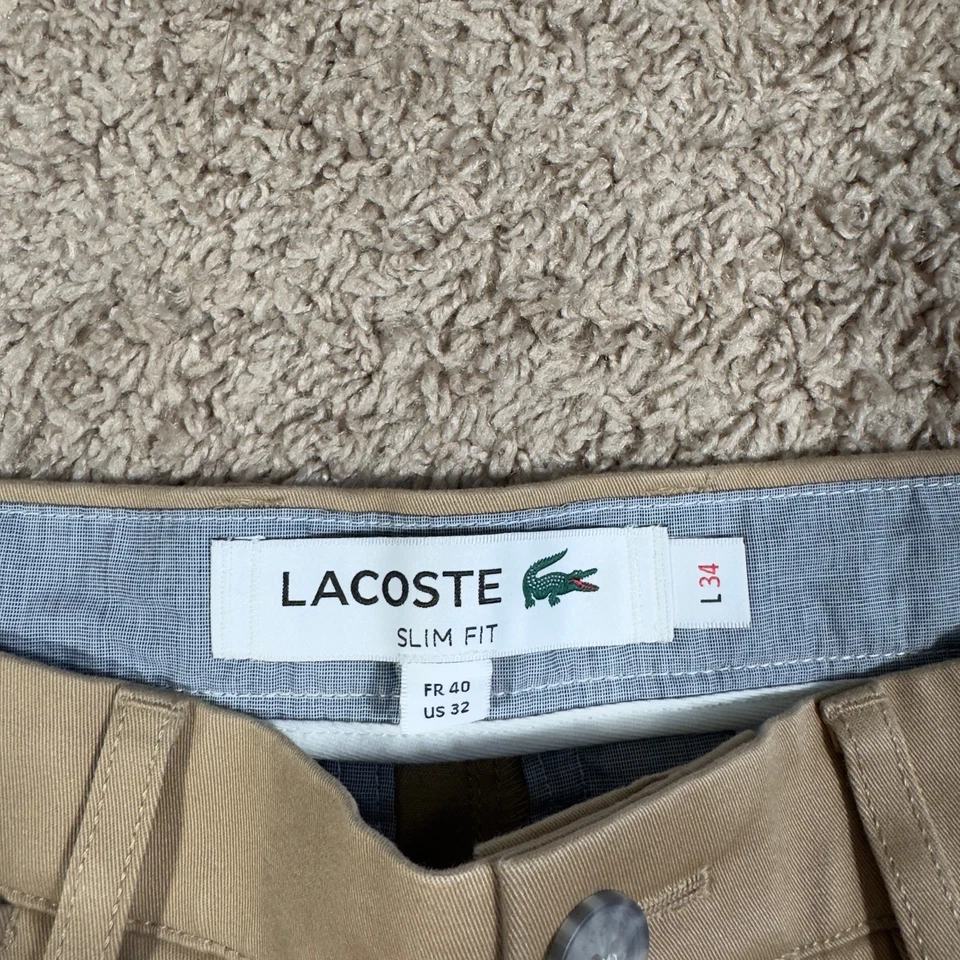 LACOSTE
SLIM FIT
L 34
FR 40
US 32